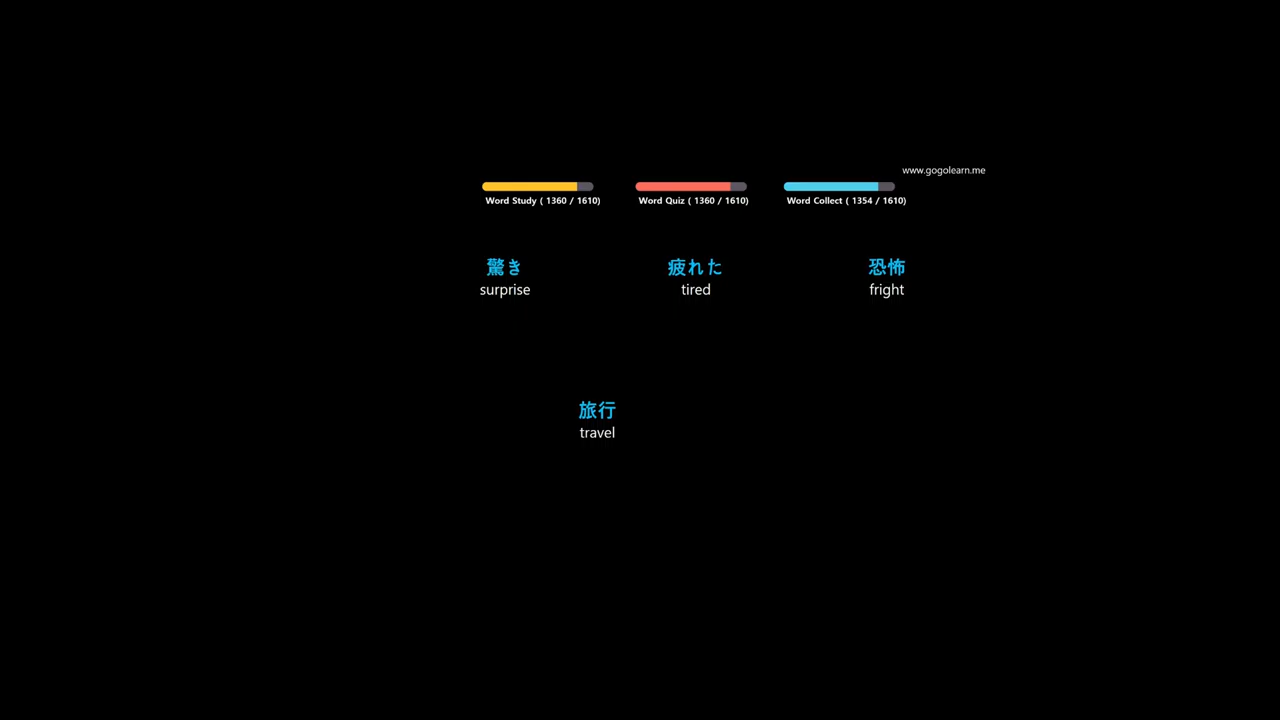 www.gogolearn.me
Word Study ( 1360 / 1610)
Word Quiz ( 1360 / 1610)
Word Collect ( 1354 / 1610)
驚き
surprise
疲れた
tired
恐怖
fright
旅行
travel